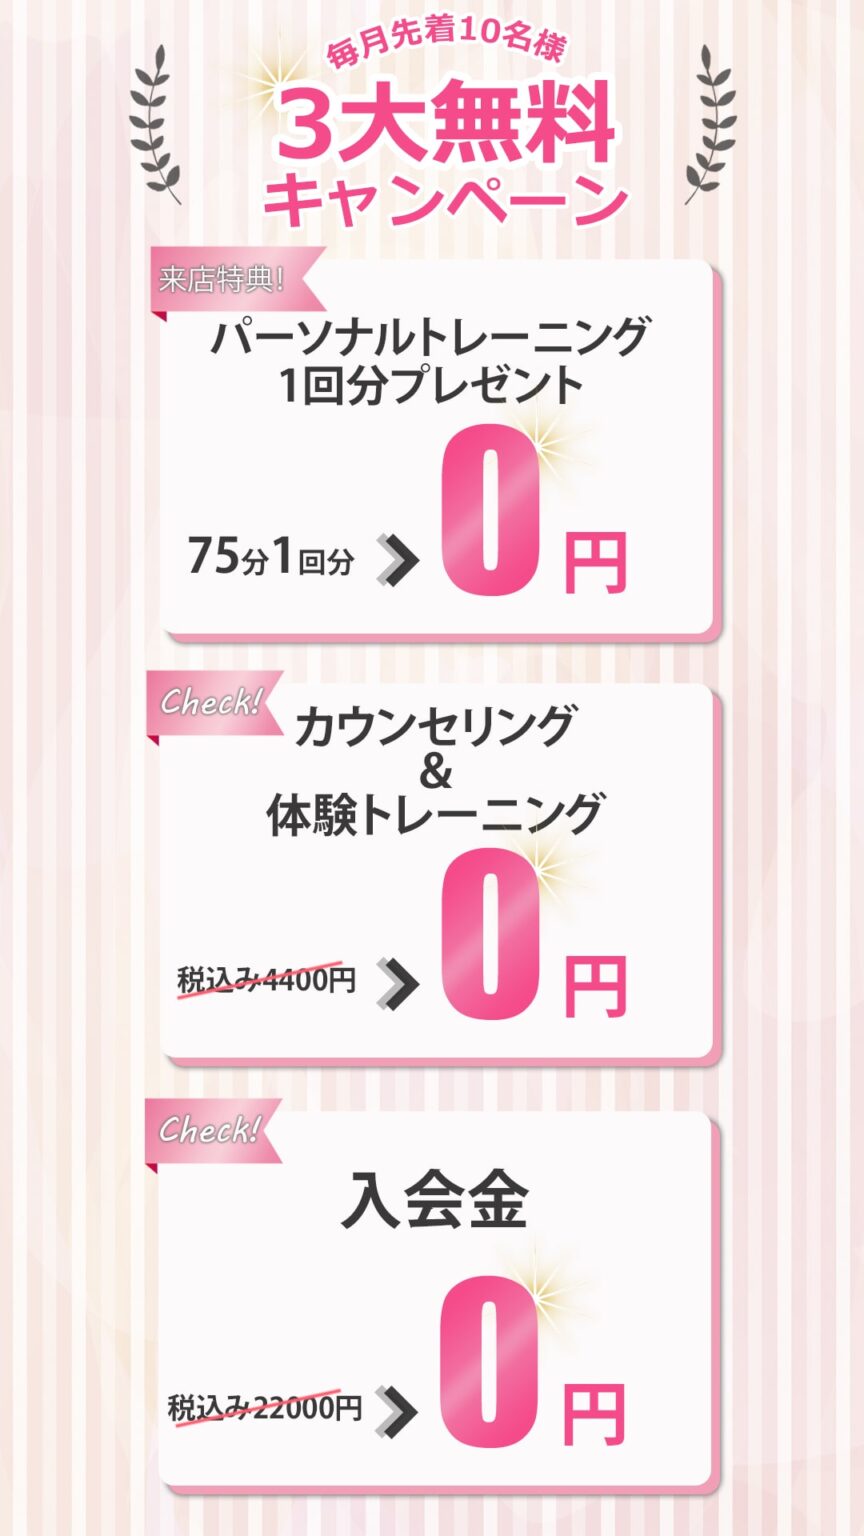 毎月先着10名様
3大無料
キャンペーン
来店特典!
パーソナルトレーニング
1回分プレゼント
75分1回分
0円
Check!
カウンセリング
&
体験トレーニング
税込み4400円
0円
Check!
入会金
税込み22000円
0円